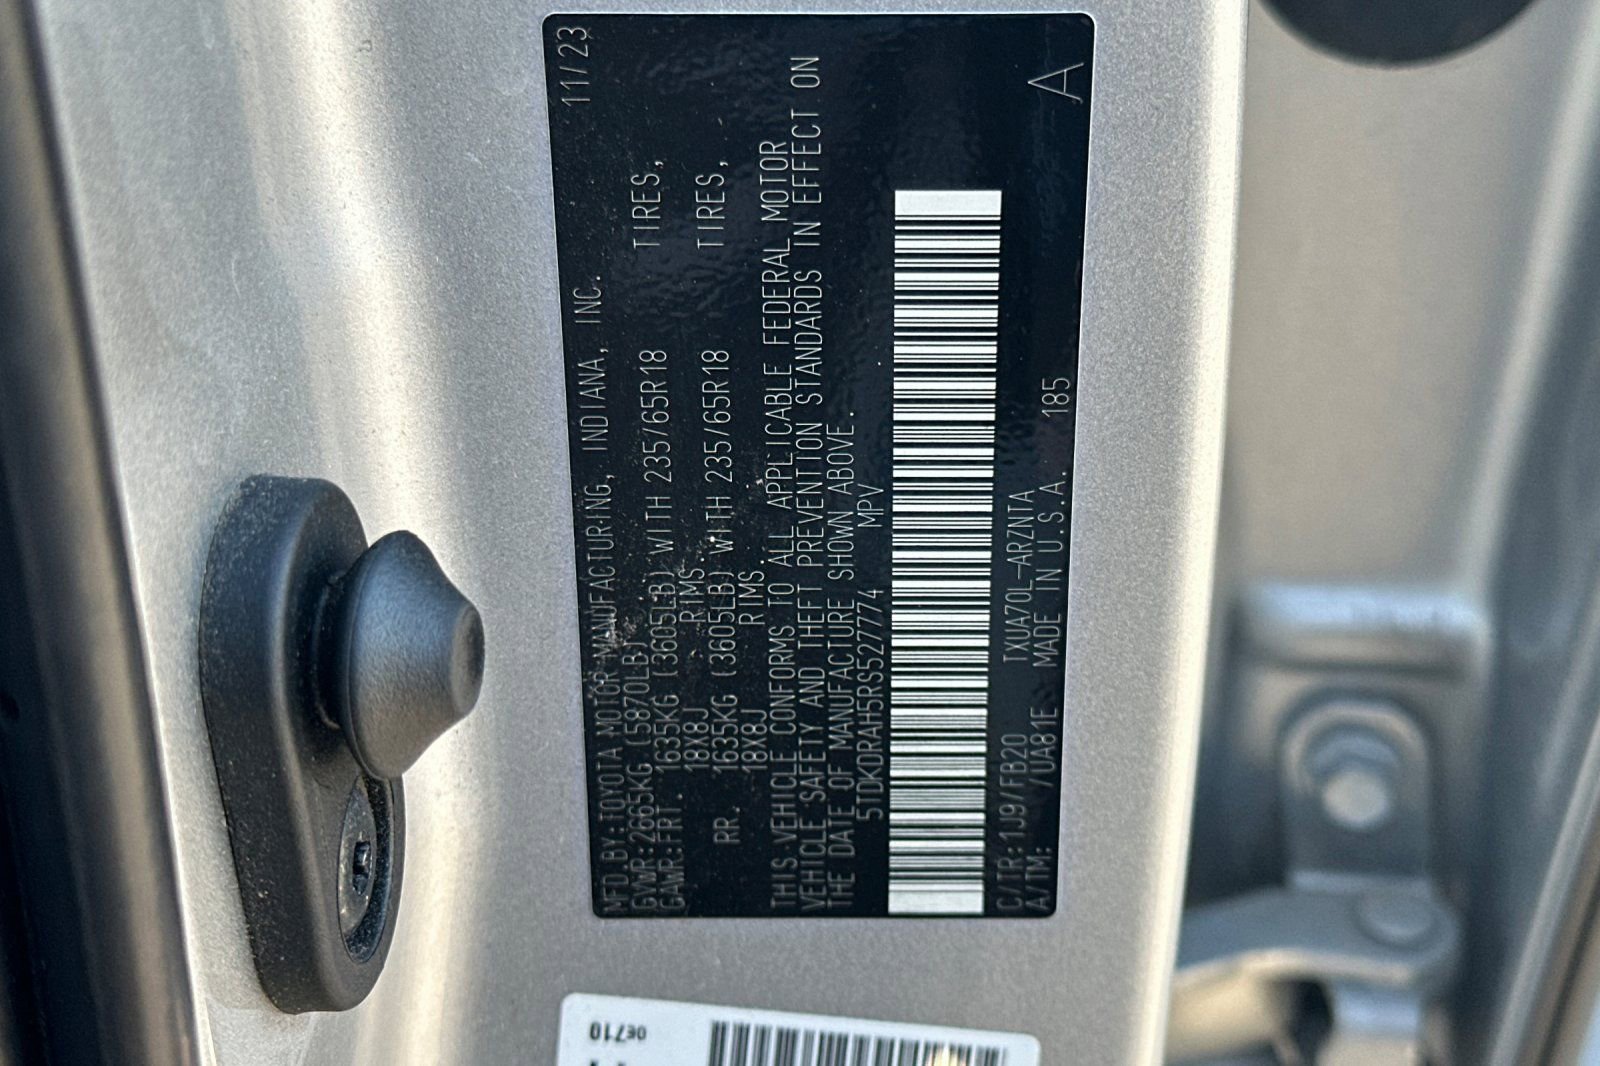 MFD.BY:TOYOTA MOTOR MANUFACTURING, INDIANA, INC. 11/23
GVWR:2665KG (5870LB)
GAWR:FRT. 1635KG (3605LB) WITH 235/65R18 TIRES,
18X8J RIMS.
RR. 1635KG (3605LB) WITH 235/65R18 TIRES,
18X8J RIMS.
THIS VEHICLE CONFORMS TO ALL APPLICABLE FEDERAL MOTOR
VEHICLE SAFETY AND THEFT PREVENTION STANDARDS IN EFFECT ON
THE DATE OF MANUFACTURE SHOWN ABOVE.
5TDKDRAH5RS527774 MPV
C/TR:1J9/FB20 TXUA70L-ARZNTA
A/TM: /UA81E MADE IN U.S.A. 185 A
0E710